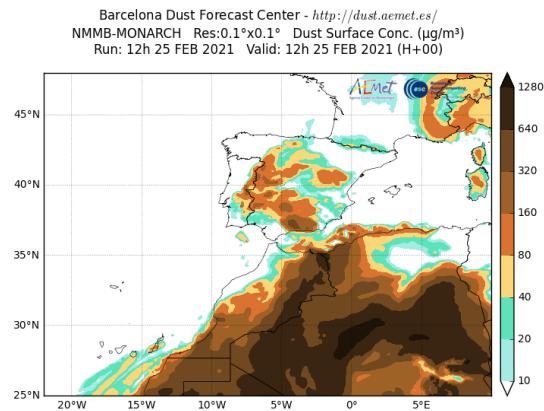 Barcelona Dust Forecast Center - http://dust.aemet.es/
NMMB-MONARCH Res:0.1°x0.1° Dust Surface Conc. (μg/m³)
Run: 12h 25 FEB 2021 Valid: 12h 25 FEB 2021 (H+00)
AEMet
1280
45°N
640
320
40°N
160
35°N
80
40
30°N
20
25°N
10
20°W 15°W 10°W 5°W 0° 5°E